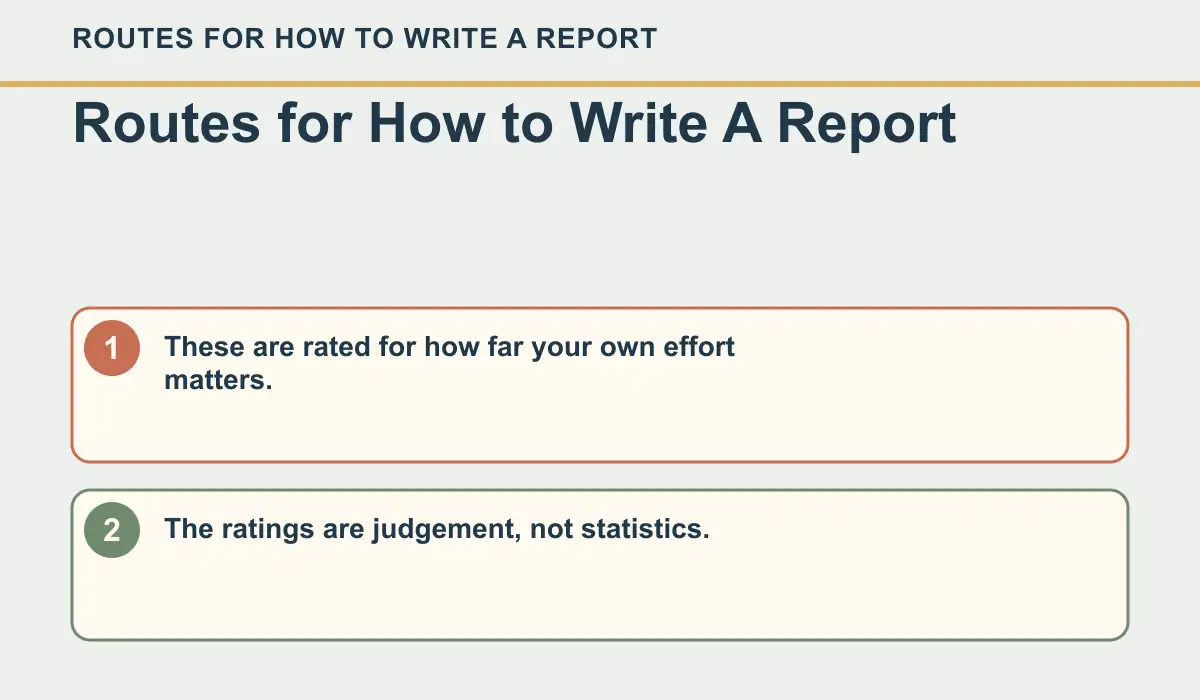 ROUTES FOR HOW TO WRITE A REPORT
Routes for How to Write A Report
1
These are rated for how far your own effort
matters.
2
The ratings are judgement, not statistics.